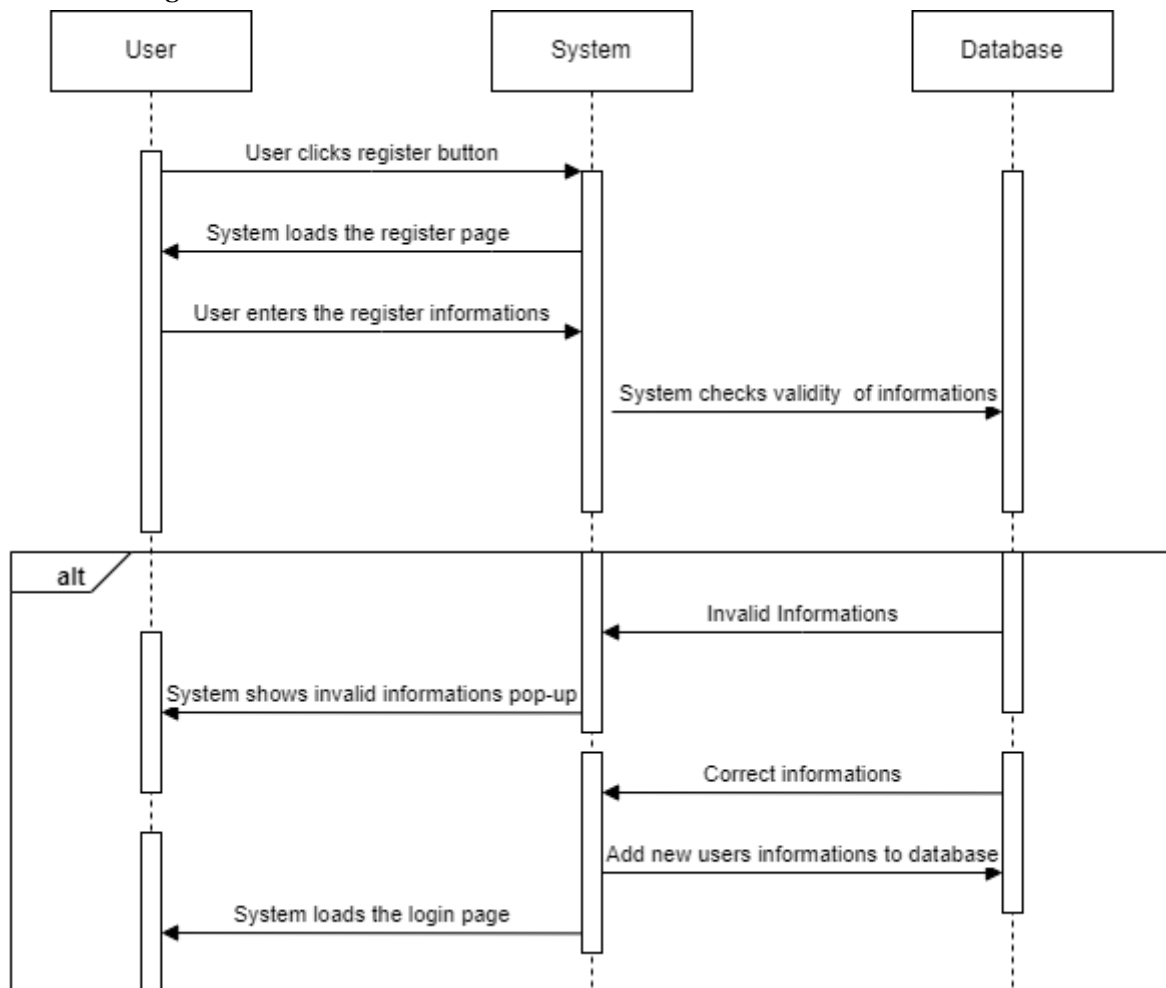 User
System
Database
User clicks register button
System loads the register page
User enters the register informations
System checks validity of informations
alt
Invalid Informations
System shows invalid informations pop-up
Correct informations
Add new users informations to database
System loads the login page